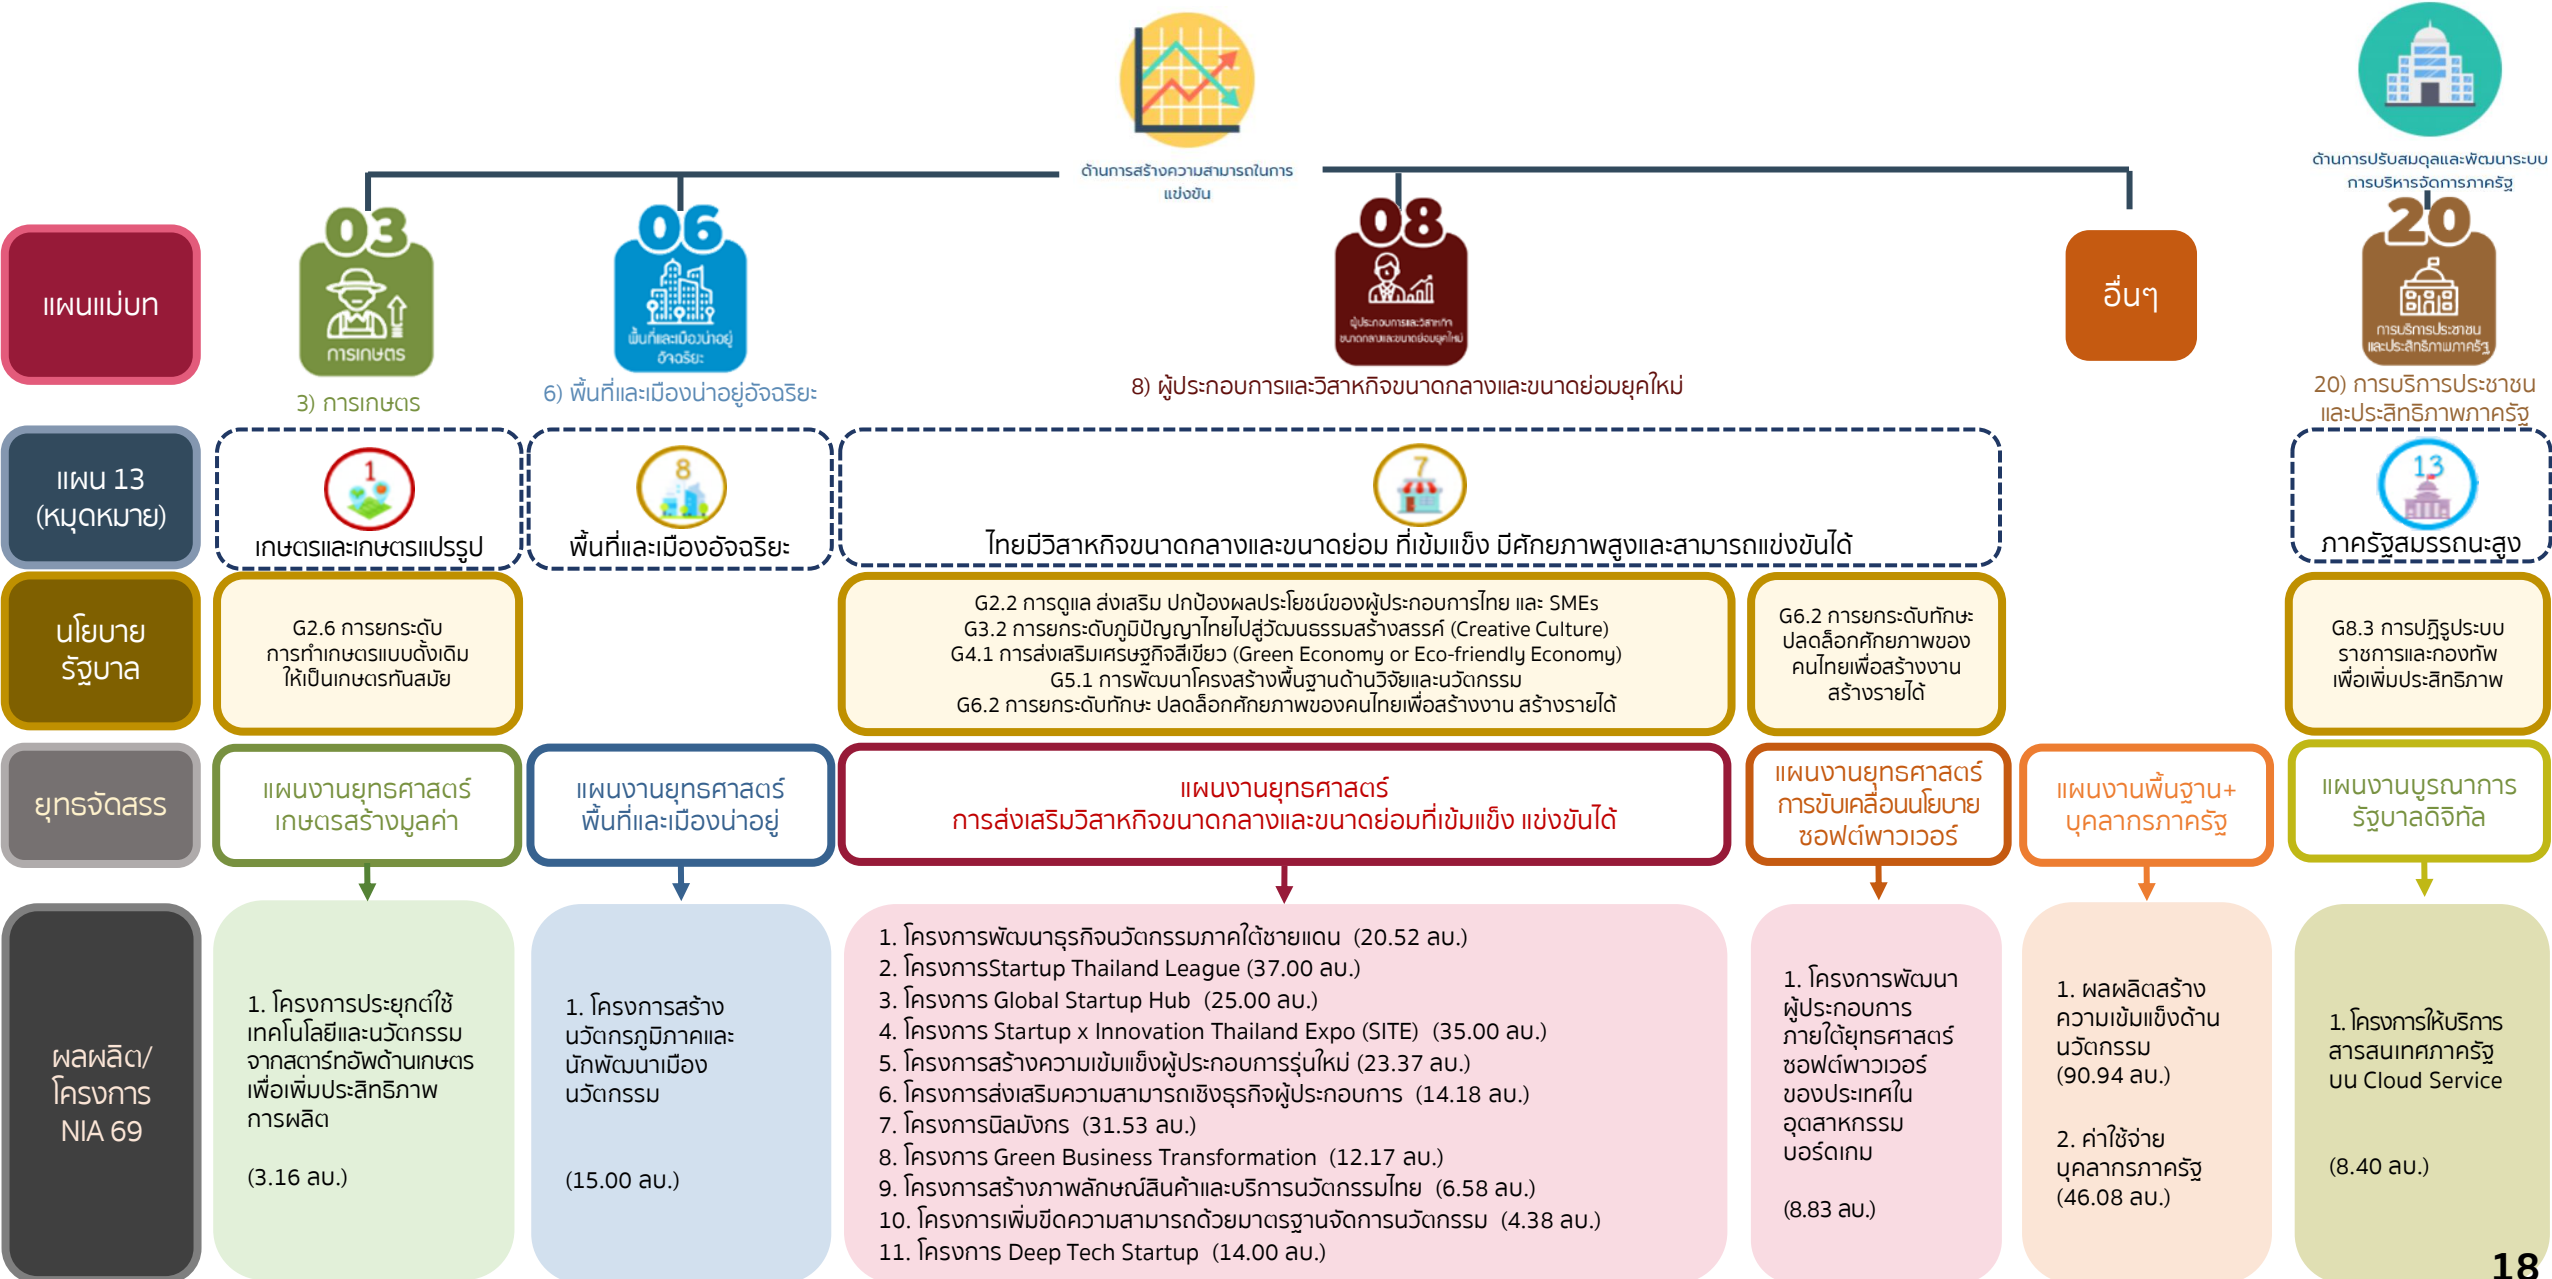 ด้านการสร้างความสามารถในการ
แข่งขัน
ด้านการปรับสมดุลและพัฒนาระบบ
การบริหารจัดการภาครัฐ
แผนแม่บท
03
การเกษตร
3) การเกษตร
06
พื้นที่และเมืองน่าอยู่
อัจฉริยะ
6) พื้นที่และเมืองน่าอยู่อัจฉริยะ
08
ผู้ประกอบการและวิสาหกิจ
ขนาดกลางและขนาดย่อมยุคใหม่
8) ผู้ประกอบการและวิสาหกิจขนาดกลางและขนาดย่อมยุคใหม่
อื่นๆ
20
การบริการประชาชน
และประสิทธิภาพภาครัฐ
20) การบริการประชาชน
และประสิทธิภาพภาครัฐ
แผน 13
(หมุดหมาย)
1
เกษตรและเกษตรแปรรูป
8
พื้นที่และเมืองอัจฉริยะ
7
ไทยมีวิสาหกิจขนาดกลางและขนาดย่อม ที่เข้มแข็ง มีศักยภาพสูงและสามารถแข่งขันได้
13
ภาครัฐสมรรถนะสูง
นโยบาย
รัฐบาล
G2.6 การยกระดับ
การทำเกษตรแบบดั้งเดิม
ให้เป็นเกษตรทันสมัย
G2.2 การดูแล ส่งเสริม ปกป้องผลประโยชน์ของผู้ประกอบการไทย และ SMEs
G3.2 การยกระดับภูมิปัญญาไทยไปสู่วัฒนธรรมสร้างสรรค์ (Creative Culture)
G4.1 การส่งเสริมเศรษฐกิจสีเขียว (Green Economy or Eco-friendly Economy)
G5.1 การพัฒนาโครงสร้างพื้นฐานด้านวิจัยและนวัตกรรม
G6.2 การยกระดับทักษะ ปลดล็อกศักยภาพของคนไทยเพื่อสร้างงาน สร้างรายได้
G6.2 การยกระดับทักษะ
ปลดล็อกศักยภาพของ
คนไทยเพื่อสร้างงาน
สร้างรายได้
G8.3 การปฏิรูประบบ
ราชการและกองทัพ
เพื่อเพิ่มประสิทธิภาพ
ยุทธจัดสรร
แผนงานยุทธศาสตร์
เกษตรสร้างมูลค่า
แผนงานยุทธศาสตร์
พื้นที่และเมืองน่าอยู่
แผนงานยุทธศาสตร์
การส่งเสริมวิสาหกิจขนาดกลางและขนาดย่อมที่เข้มแข็ง แข่งขันได้
แผนงานยุทธศาสตร์
การขับเคลื่อนนโยบาย
ซอฟต์พาวเวอร์
แผนงานพื้นฐาน+
บุคลากรภาครัฐ
แผนงานบูรณาการ
รัฐบาลดิจิทัล
ผลผลิต/
โครงการ
NIA 69
1. โครงการประยุกต์ใช้
เทคโนโลยีและนวัตกรรม
จากสตาร์ทอัพด้านเกษตร
เพื่อเพิ่มประสิทธิภาพ
การผลิต
(3.16 ลบ.)
1. โครงการสร้าง
นวัตกรภูมิภาคและ
นักพัฒนาเมือง
นวัตกรรม
(15.00 ลบ.)
1. โครงการพัฒนาธุรกิจนวัตกรรมภาคใต้ชายแดน (20.52 ลบ.)
2. โครงการStartup Thailand League (37.00 ลบ.)
3. โครงการ Global Startup Hub (25.00 ลบ.)
4. โครงการ Startup x Innovation Thailand Expo (SITE) (35.00 ลบ.)
5. โครงการสร้างความเข้มแข็งผู้ประกอบการรุ่นใหม่ (23.37 ลบ.)
6. โครงการส่งเสริมความสามารถเชิงธุรกิจผู้ประกอบการ (14.18 ลบ.)
7. โครงการนิลมังกร (31.53 ลบ.)
8. โครงการ Green Business Transformation (12.17 ลบ.)
9. โครงการสร้างภาพลักษณ์สินค้าและบริการนวัตกรรมไทย (6.58 ลบ.)
10. โครงการเพิ่มขีดความสามารถด้วยมาตรฐานจัดการนวัตกรรม (4.38 ลบ.)
11. โครงการ Deep Tech Startup (14.00 ลบ.)
1. โครงการพัฒนา
ผู้ประกอบการ
ภายใต้ยุทธศาสตร์
ซอฟต์พาวเวอร์
ของประเทศใน
อุตสาหกรรม
บอร์ดเกม
(8.83 ลบ.)
1. ผลผลิตสร้าง
ความเข้มแข็งด้าน
นวัตกรรม
(90.94 ลบ.)
2. ค่าใช้จ่าย
บุคลากรภาครัฐ
(46.08 ลบ.)
1. โครงการให้บริการ
สารสนเทศภาครัฐ
บน Cloud Service
(8.40 ลบ.)
18